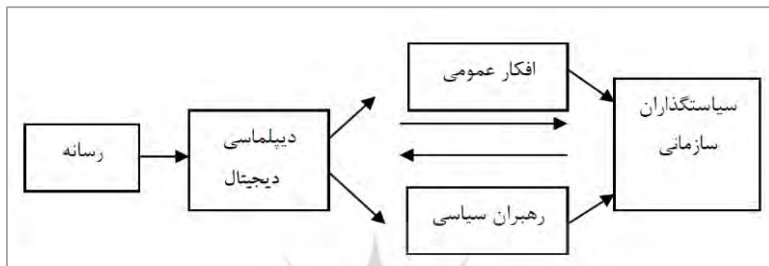 رسانه
دیپلماسی
دیجیتال
افکار عمومی
رهبران سیاسی
سیاستگذاران
سازمانی